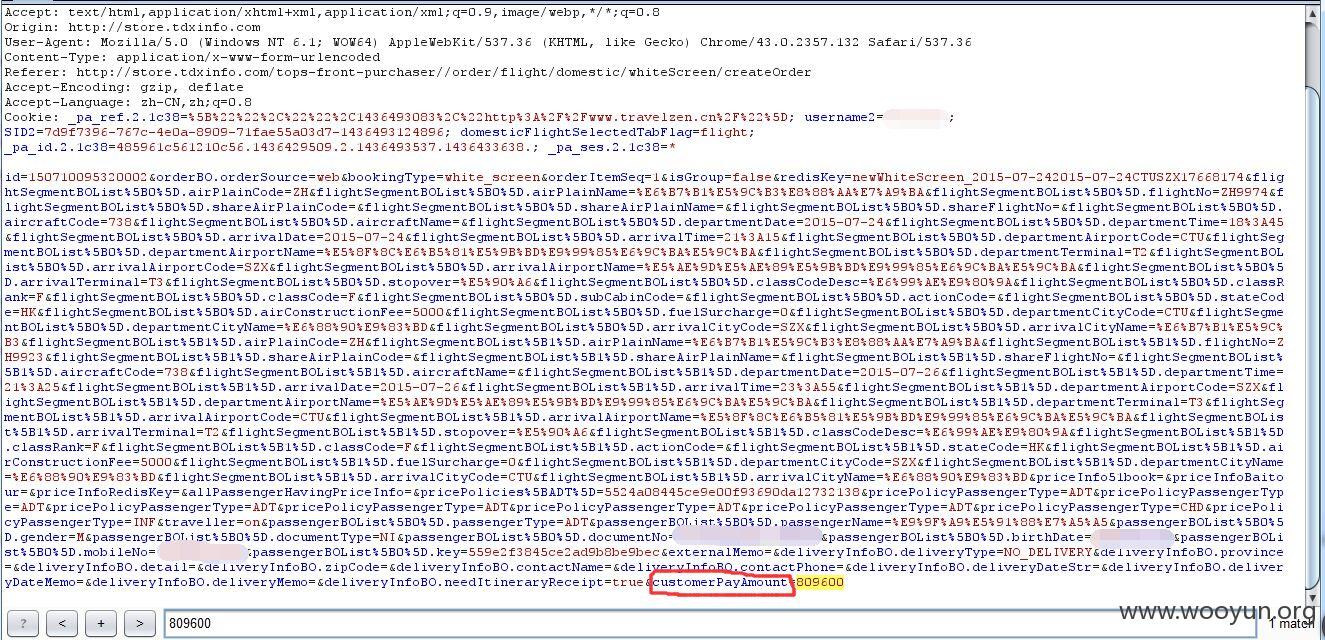 Accept: text/html,application/xhtml+xml,application/xml;q=0.9,image/webp,*/*;q=0.8
Origin: http://store.tdxinfo.com
User-Agent: Mozilla/5.0 (Windows NT 6.1; WOW64) AppleWebKit/537.36 (KHTML, like Gecko) Chrome/43.0.2357.132 Safari/537.36
Content-Type: application/x-www-form-urlencoded
Referer: http://store.tdxinfo.com/tops-front-purchaser//order/flight/domestic/whiteScreen/createOrder
Accept-Encoding: gzip, deflate
Accept-Language: zh-CN,zh;q=0.8
Cookie: _pa_ref.2.1c38=%5B%22%22%2C%22%22%2C1436493083%2C%22http%3A%2F%2Fwww.travelzen.cn%2F%22%5D; username2= ;
SID2=7d9f7396-767c-4e0a-8909-71fae55a03d7-1436493124896; domesticFlightSelectedTabFlag=flight;
_pa_id.2.1c38=485961c561210c56.1436429509.2.1436493537.1436433638.; _pa_ses.2.1c38=*
id=150710095320002&orderBO.orderSource=web&bookingType=white_screen&orderItemSeq=1&isGroup=false&redisKey=newWhiteScreen_2015-07-242015-07-24CTUSZX17668174&flig
htSegmentBOList%5B0%5D.airPlainCode=ZH&flightSegmentBOList%5B0%5D.airPlainName=%E6%B7%B1%E5%9C%B3%E8%88%AA%E7%A9%BA&flightSegmentBOList%5B0%5D.flightNo=ZH9974&f
lightSegmentBOList%5B0%5D.shareAirPlainCode=&flightSegmentBOList%5B0%5D.shareAirPlainName=&flightSegmentBOList%5B0%5D.shareFlightNo=&flightSegmentBOList%5B0%5D.
aircraftCode=738&flightSegmentBOList%5B0%5D.aircraftName=&flightSegmentBOList%5B0%5D.departmentDate=2015-07-24&flightSegmentBOList%5B0%5D.departmentTime=18%3A45
&flightSegmentBOList%5B0%5D.arrivalDate=2015-07-24&flightSegmentBOList%5B0%5D.arrivalTime=21%3A15&flightSegmentBOList%5B0%5D.departmentAirportCode=CTU&flightSeg
mentBOList%5B0%5D.departmentAirportName=%E5%8F%8C%E6%B5%81%E5%9B%BD%E9%99%85%E6%9C%BA%E5%9C%BA&flightSegmentBOList%5B0%5D.departmentTerminal=T2&flightSegmentBOL
ist%5B0%5D.arrivalAirportCode=SZX&flightSegmentBOList%5B0%5D.arrivalAirportName=%E5%AE%9D%E5%AE%89%E5%9B%BD%E9%99%85%E6%9C%BA%E5%9C%BA&flightSegmentBOList%5B0%5
D.arrivalTerminal=T3&flightSegmentBOList%5B0%5D.stopover=%E5%90%A6&flightSegmentBOList%5B0%5D.classCodeDesc=%E6%99%AE%E9%80%9A&flightSegmentBOList%5B0%5D.classR
ank=F&flightSegmentBOList%5B0%5D.classCode=F&flightSegmentBOList%5B0%5D.subCabinCode=&flightSegmentBOList%5B0%5D.actionCode=&flightSegmentBOList%5B0%5D.stateCod
e=HK&flightSegmentBOList%5B0%5D.airConstructionFee=5000&flightSegmentBOList%5B0%5D.fuelSurcharge=0&flightSegmentBOList%5B0%5D.departmentCityCode=CTU&flightSegme
ntBOList%5B0%5D.departmentCityName=%E6%88%90%E9%83%BD&flightSegmentBOList%5B0%5D.arrivalCityCode=SZX&flightSegmentBOList%5B0%5D.arrivalCityName=%E6%B7%B1%E5%9C%
B3&flightSegmentBOList%5B1%5D.airPlainCode=ZH&flightSegmentBOList%5B1%5D.airPlainName=%E6%B7%B1%E5%9C%B3%E8%88%AA%E7%A9%BA&flightSegmentBOList%5B1%5D.flightNo=Z
H9923&flightSegmentBOList%5B1%5D.shareAirPlainCode=&flightSegmentBOList%5B1%5D.shareAirPlainName=&flightSegmentBOList%5B1%5D.shareFlightNo=&flightSegmentBOList%
5B1%5D.aircraftCode=738&flightSegmentBOList%5B1%5D.aircraftName=&flightSegmentBOList%5B1%5D.departmentDate=2015-07-26&flightSegmentBOList%5B1%5D.departmentTime=
21%3A25&flightSegmentBOList%5B1%5D.arrivalDate=2015-07-26&flightSegmentBOList%5B1%5D.arrivalTime=23%3A55&flightSegmentBOList%5B1%5D.departmentAirportCode=SZX&fl
ightSegmentBOList%5B1%5D.departmentAirportName=%E5%AE%9D%E5%AE%89%E5%9B%BD%E9%99%85%E6%9C%BA%E5%9C%BA&flightSegmentBOList%5B1%5D.departmentTerminal=T3&flightSeg
mentBOList%5B1%5D.arrivalAirportCode=CTU&flightSegmentBOList%5B1%5D.arrivalAirportName=%E5%8F%8C%E6%B5%81%E5%9B%BD%E9%99%85%E6%9C%BA%E5%9C%BA&flightSegmentBOLis
t%5B1%5D.arrivalTerminal=T2&flightSegmentBOList%5B1%5D.stopover=%E5%90%A6&flightSegmentBOList%5B1%5D.classCodeDesc=%E6%99%AE%E9%80%9A&flightSegmentBOList%5B1%5D
.classRank=F&flightSegmentBOList%5B1%5D.classCode=F&flightSegmentBOList%5B1%5D.actionCode=&flightSegmentBOList%5B1%5D.stateCode=HK&flightSegmentBOList%5B1%5D.ai
rConstructionFee=5000&flightSegmentBOList%5B1%5D.fuelSurcharge=0&flightSegmentBOList%5B1%5D.departmentCityCode=SZX&flightSegmentBOList%5B1%5D.departmentCityName
=%E6%88%90%E9%83%BD&flightSegmentBOList%5B1%5D.arrivalCityCode=CTU&flightSegmentBOList%5B1%5D.arrivalCityName=%E6%88%90%E9%83%BD&priceInfo51book=&priceInfoBaito
ur=&priceInfoRedisKey=&allPassengerHavingPriceInfo=&pricePolicies%5BADT%5D=5524a08445ce9e00f93690da12732138&pricePolicyPassengerType=ADT&pricePolicyPassengerTyp
e=ADT&pricePolicyPassengerType=ADT&pricePolicyPassengerType=ADT&pricePolicyPassengerType=ADT&pricePolicyPassengerType=CHD&pricePoli
cyPassengerType=INF&traveller=on&passengerBOList%5B0%5D.passengerType=ADT&passengerBOList%5B0%5D.passengerName=%E9%9F%A9%E5%91%88%E7%A5%A5&passengerBOList%5B0%5
D.gender=M&passengerBOList%5B0%5D.documentType=NI&passengerBOList%5B0%5D.documentNo= &passengerBOList%5B0%5D.birthDate= &passengerBOLi
st%5B0%5D.mobileNo= &passengerBOList%5B0%5D.key=559e2f3845ce2ad9b8be9bec&externalMemo=&deliveryInfoBO.deliveryType=NO_DELIVERY&deliveryInfoBO.province
=&deliveryInfoBO.detail=&deliveryInfoBO.zipCode=&deliveryInfoBO.contactName=&deliveryInfoBO.contactPhone=&deliveryInfoBO.deliveryDateStr=&deliveryInfoBO.deliver
yDateMemo=&deliveryInfoBO.deliveryMemo=&deliveryInfoBO.needItineraryReceipt=true&customerPayAmount=809600
www.wooyun.org
? < + > 809600 1 match